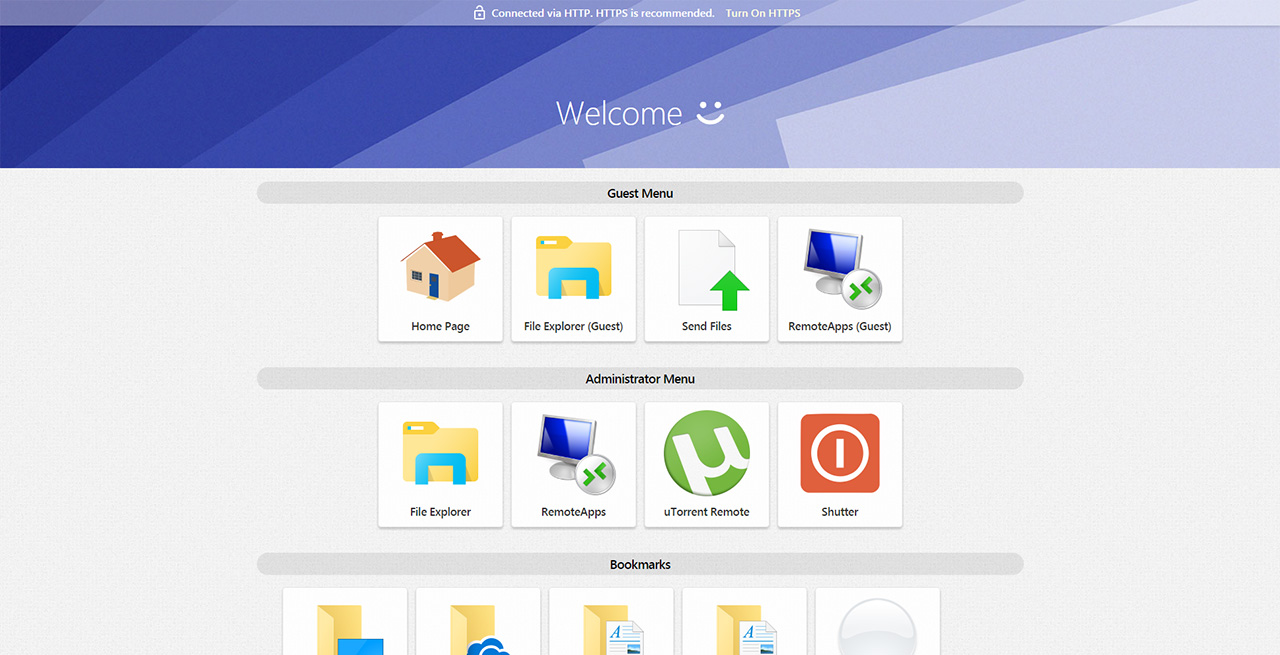 Connected via HTTP. HTTPS is recommended. Turn On HTTPS
Welcome
Guest Menu
Home Page
File Explorer (Guest)
Send Files
RemoteApps (Guest)
Administrator Menu
File Explorer
RemoteApps
uTorrent Remote
Shutter
Bookmarks